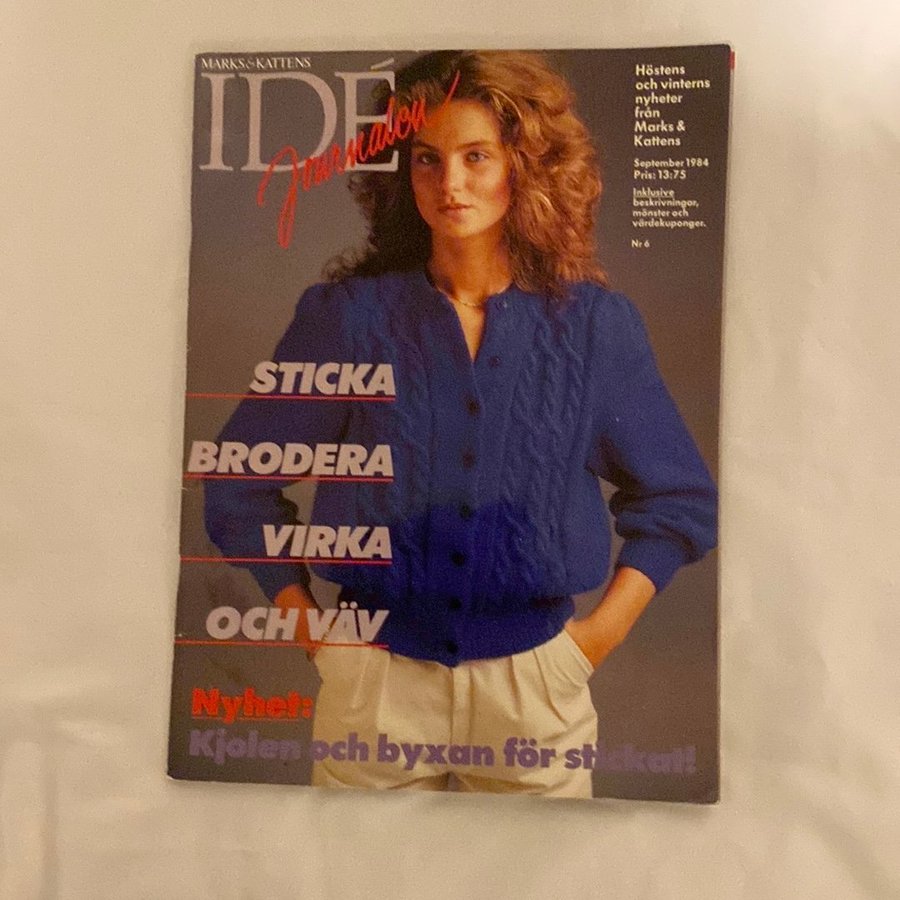 MARKS & KATTENS
IDÉ
Journalen
Höstens
och vinterns
nyheter
från
Marks &
Kattens
September 1984
Pris: 13:75
Inklusive
beskrivningar,
mönster och
värdekuponger.
Nr 6
STICKA
BRODERA
VIRKA
OCH VÄV
Nyhet:
Kjolen och byxan för stickat!